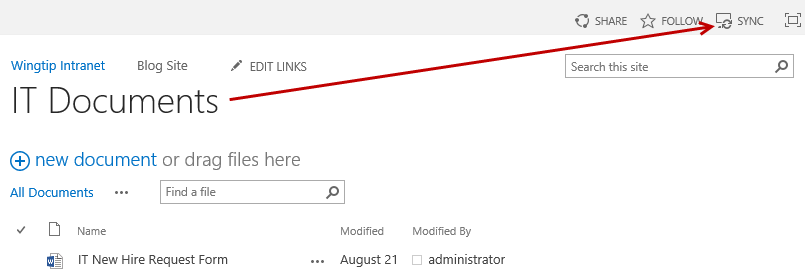 SHARE FOLLOW SYNC
Wingtip Intranet Blog Site EDIT LINKS
Search this site
IT Documents
new document or drag files here
All Documents ••• Find a file
Name Modified Modified By
IT New Hire Request Form ••• August 21 administrator